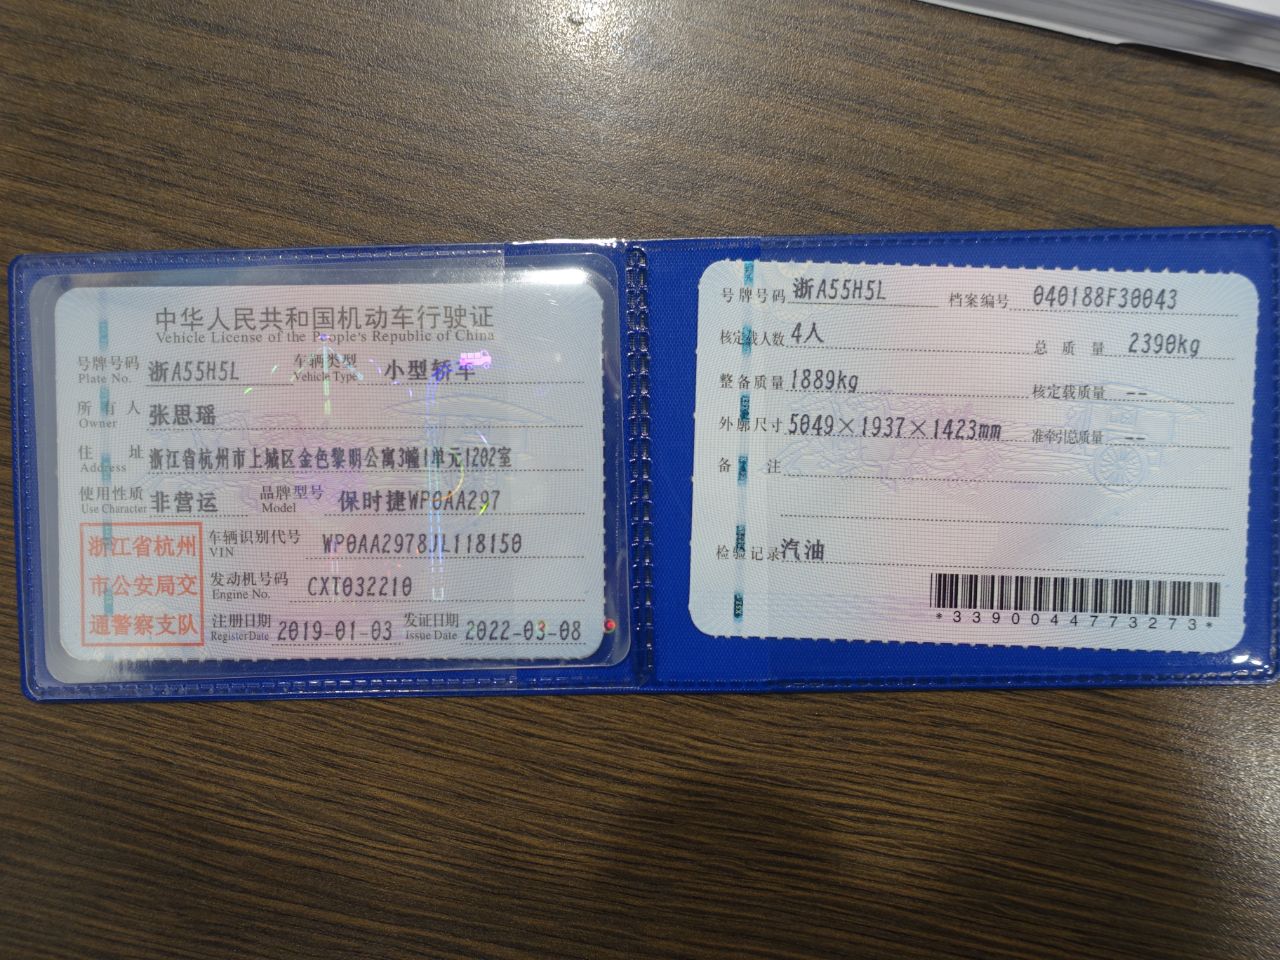 中华人民共和国机动车行驶证
Vehicle License of the People's Republic of China
号牌号码 浙A55H5L 车辆类型 小型轿车
Plate No. Vehicle Type
所有人 张思瑶
Owner
住址 浙江省杭州市上城区金色黎明公寓3幢1单元1202室
Address
使用性质 非营运 品牌型号 保时捷WP0AA297
Use Character Model
浙江省杭州
市公安局交
通警察支队
车辆识别代号 WP0AA2978JL118150
VIN
发动机号码 CXT032210
Engine No.
注册日期 2019-01-03 发证日期 2022-03-08
Register Date Issue Date
号牌号码 浙A55H5L 档案编号 040188F30043
核定载人数 4人 总质量 2390kg
整备质量 1889kg 核定载质量 --
外廓尺寸 5049×1937×1423mm 准牵引总质量 --
备注
检验记录 汽油
*3390044773273*